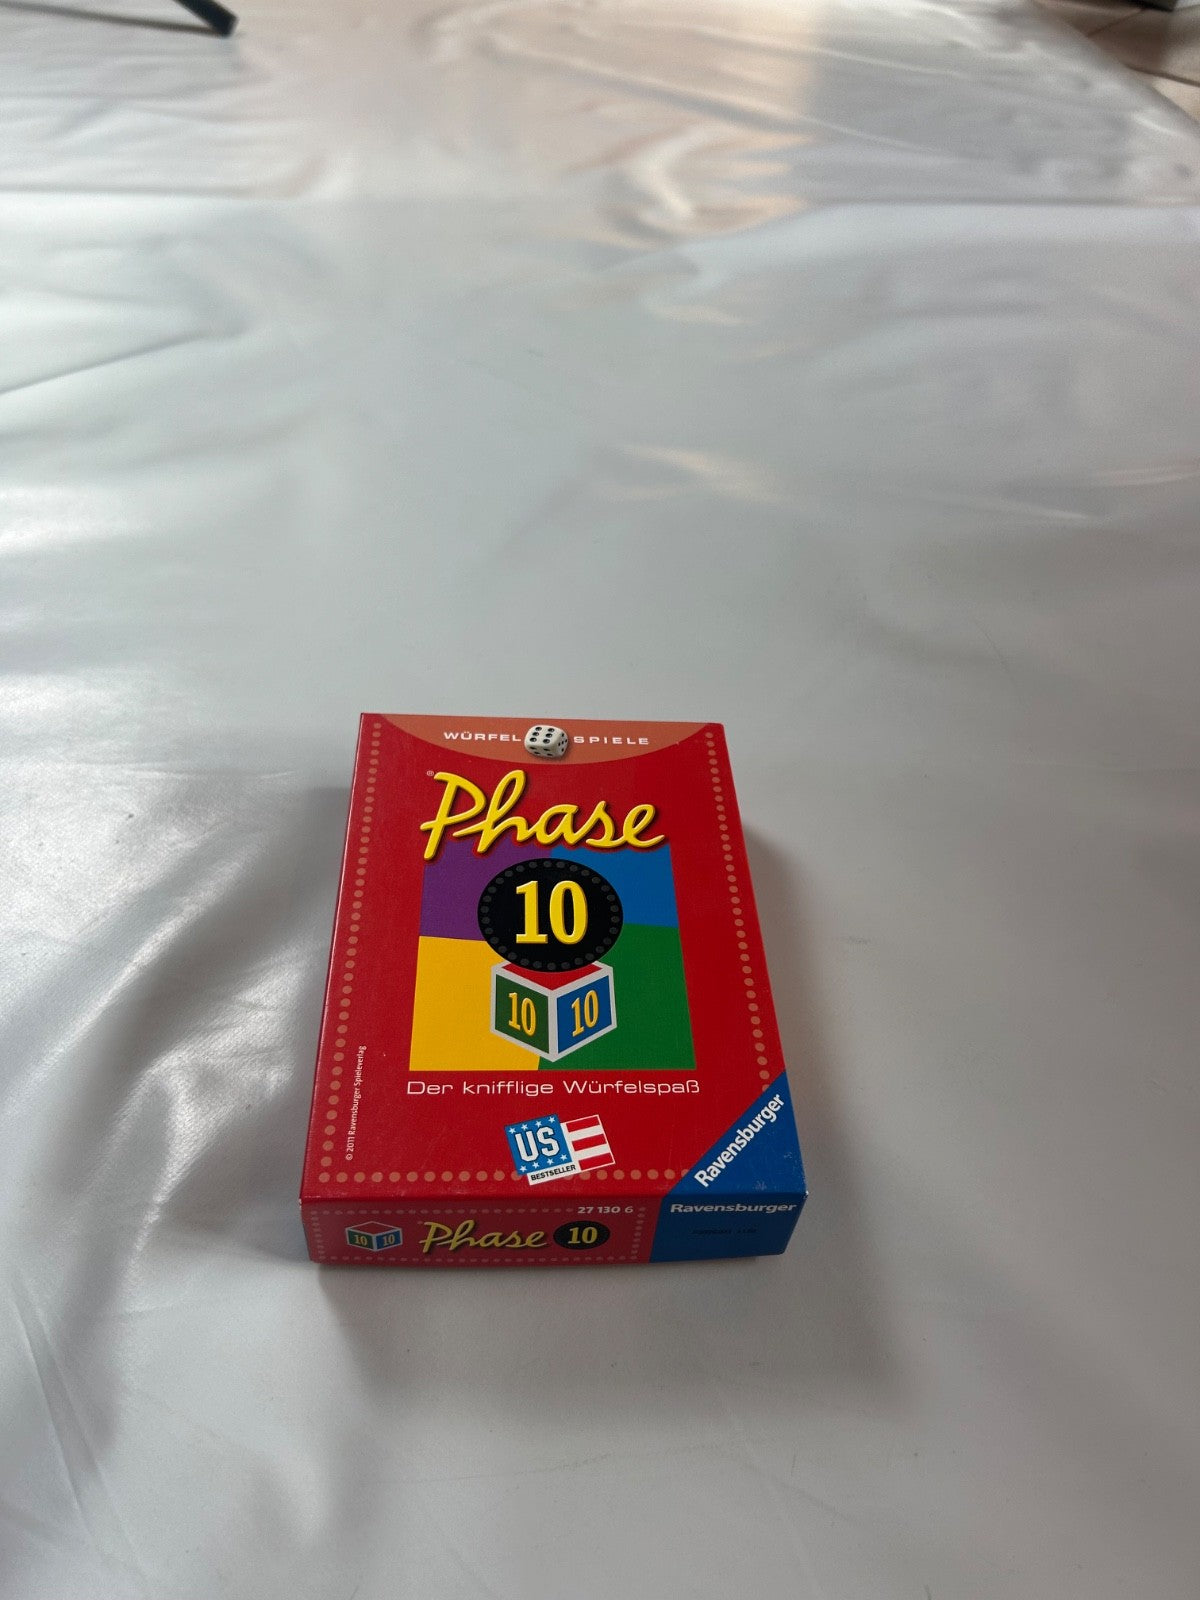 WÜRFEL SPIELE
®
Phase
10
10 10
Der knifflige Würfelspaß
© 2011 Ravensburger Spieleverlag
US
BESTSELLER
Ravensburger
27 130 6
10 10 Phase 10
Ravensburger